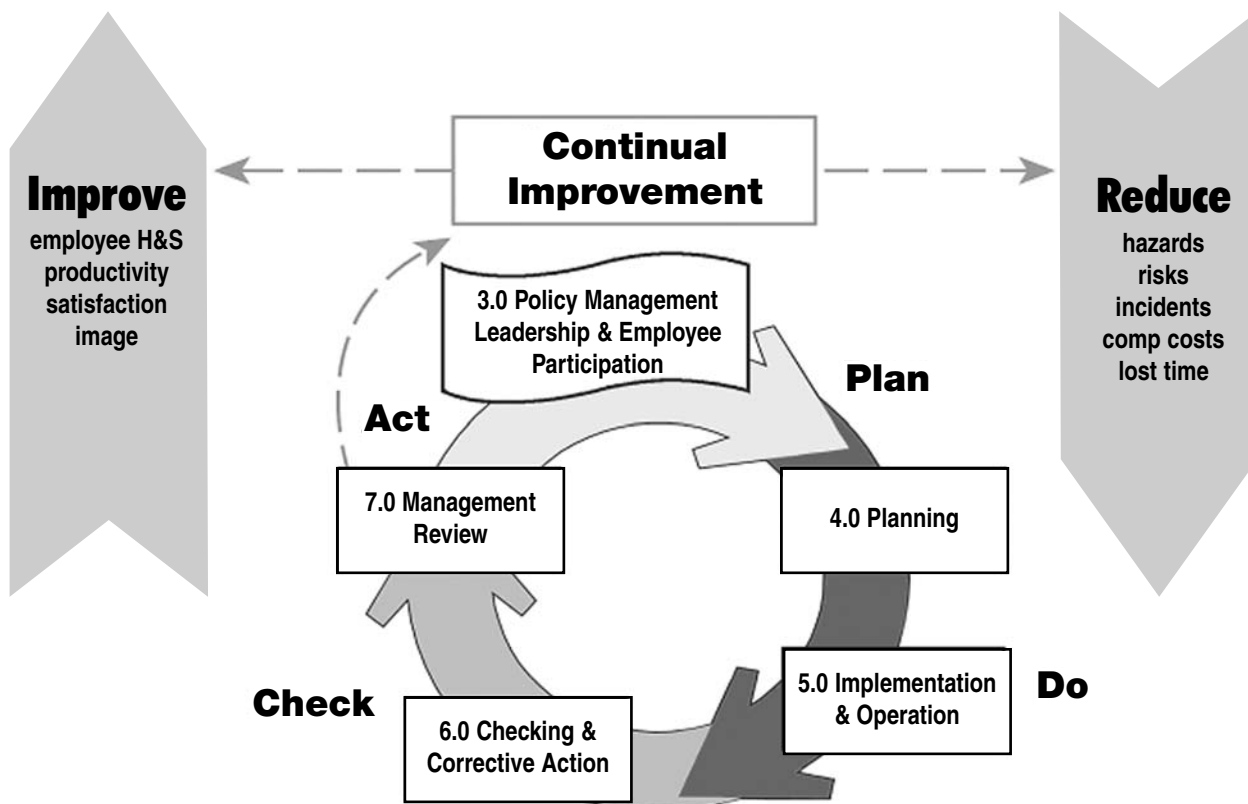 Continual
Improvement
Improve
employee H&S
productivity
satisfaction
image
Reduce
hazards
risks
incidents
comp costs
lost time
3.0 Policy Management
Leadership & Employee
Participation
Plan
Act
7.0 Management
Review
4.0 Planning
5.0 Implementation
& Operation
Do
Check
6.0 Checking &
Corrective Action